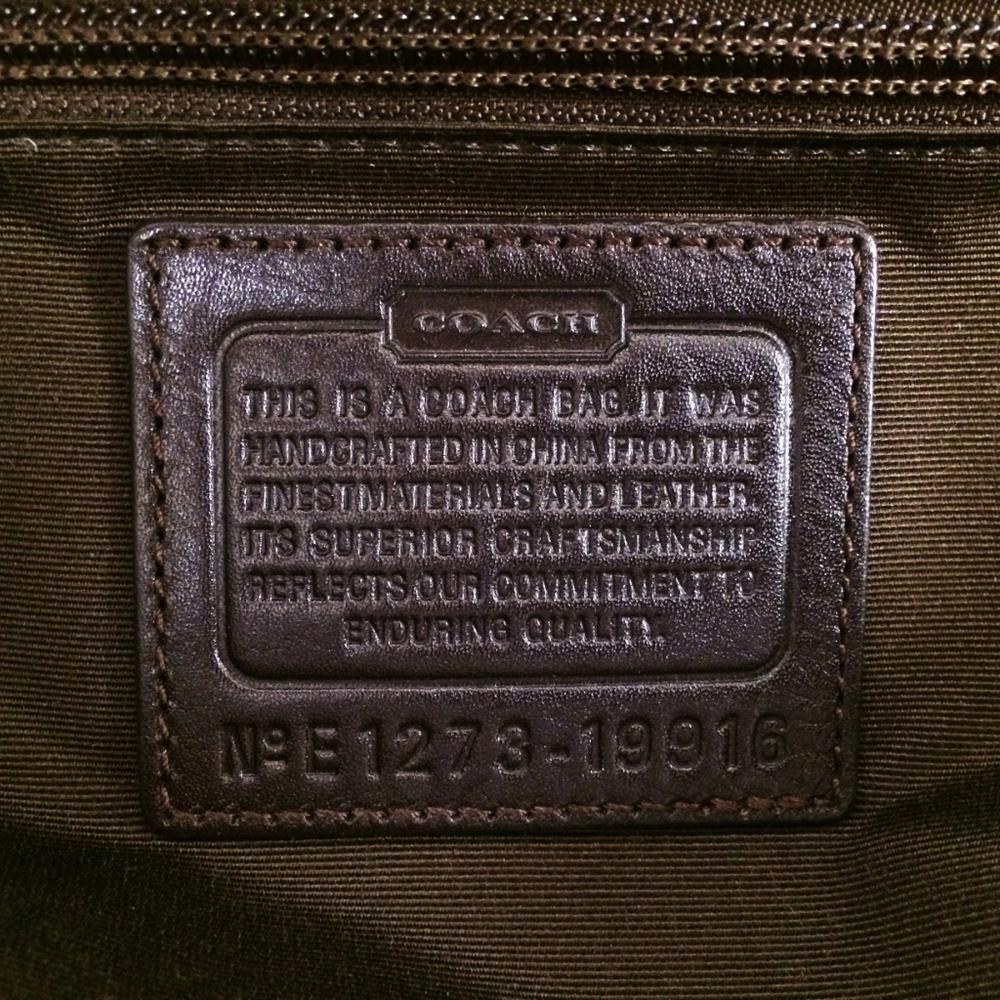 COACH
THIS IS A COACH BAG. IT WAS
HANDCRAFTED IN CHINA FROM THE
FINEST MATERIALS AND LEATHER.
ITS SUPERIOR CRAFTSMANSHIP
REFLECTS OUR COMMITMENT TO
ENDURING QUALITY.
Nº E1273-19916